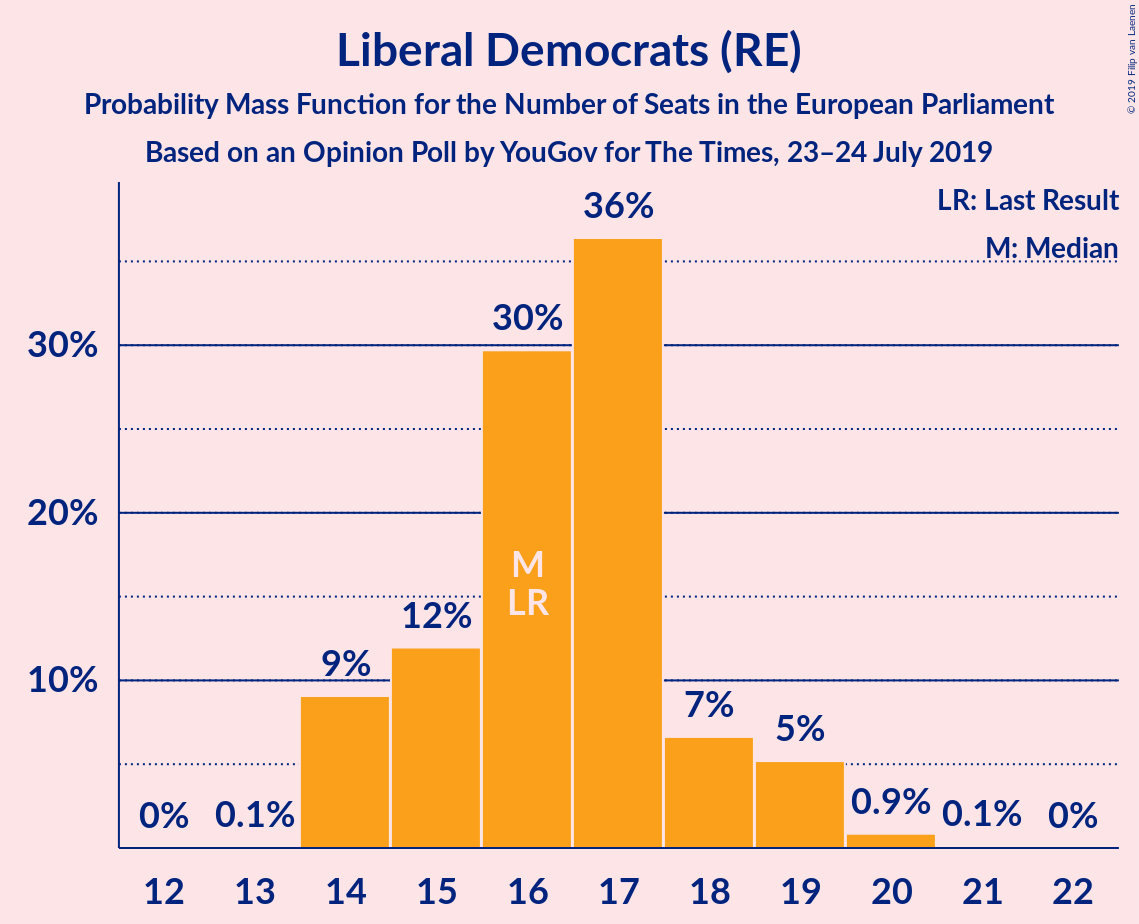 Liberal Democrats (RE)
Probability Mass Function for the Number of Seats in the European Parliament
Based on an Opinion Poll by YouGov for The Times, 23–24 July 2019
© 2019 Filip van Laenen
LR: Last Result
M: Median
36%
30%
30%
20%
M
LR
12%
9%
10%
7%
5%
0%
0.1%
0.9%
0.1%
0%
12 13 14 15 16 17 18 19 20 21 22